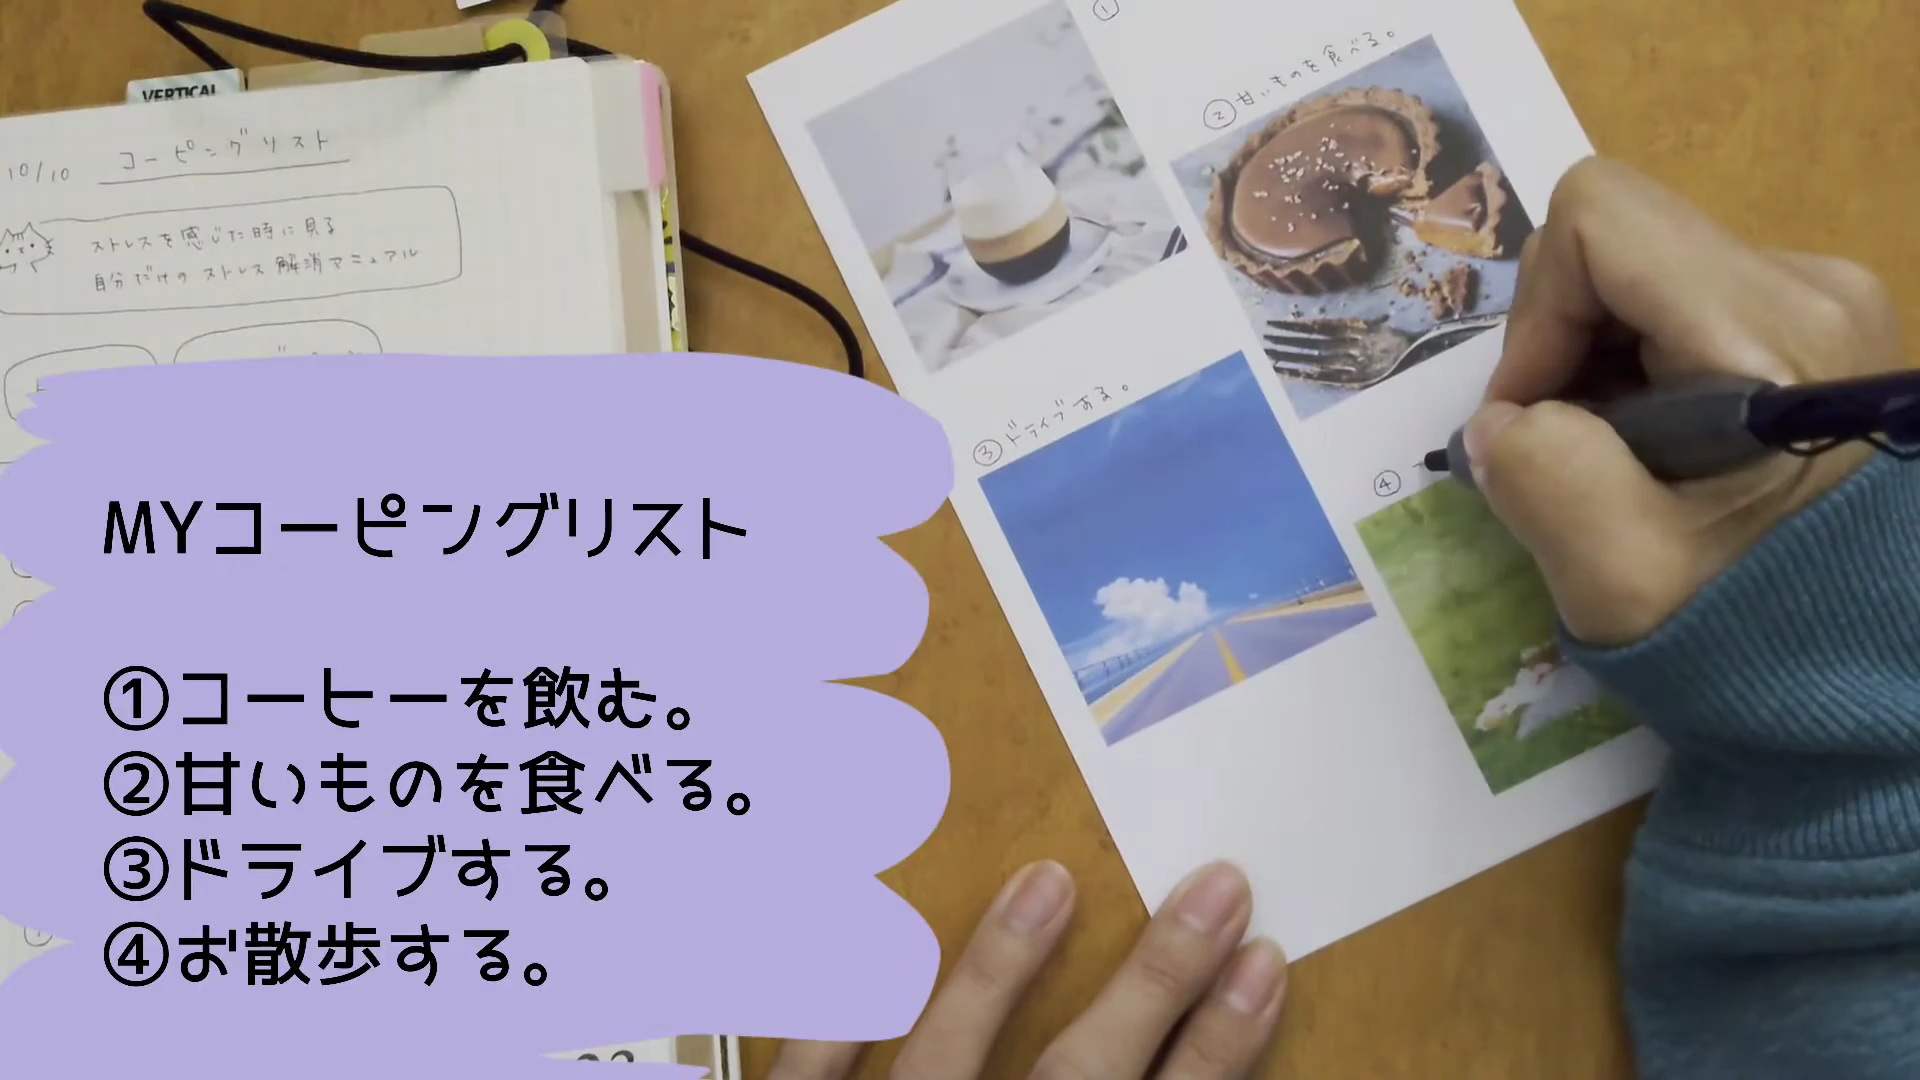 VERTICAL
10/10 コーピングリスト
ストレスを感じた時に見る
自分だけのストレス解消マニュアル
①
②甘いものを食べる。
③ドライブする。
④
MYコーピングリスト
①コーヒーを飲む。
②甘いものを食べる。
③ドライブする。
④お散歩する。